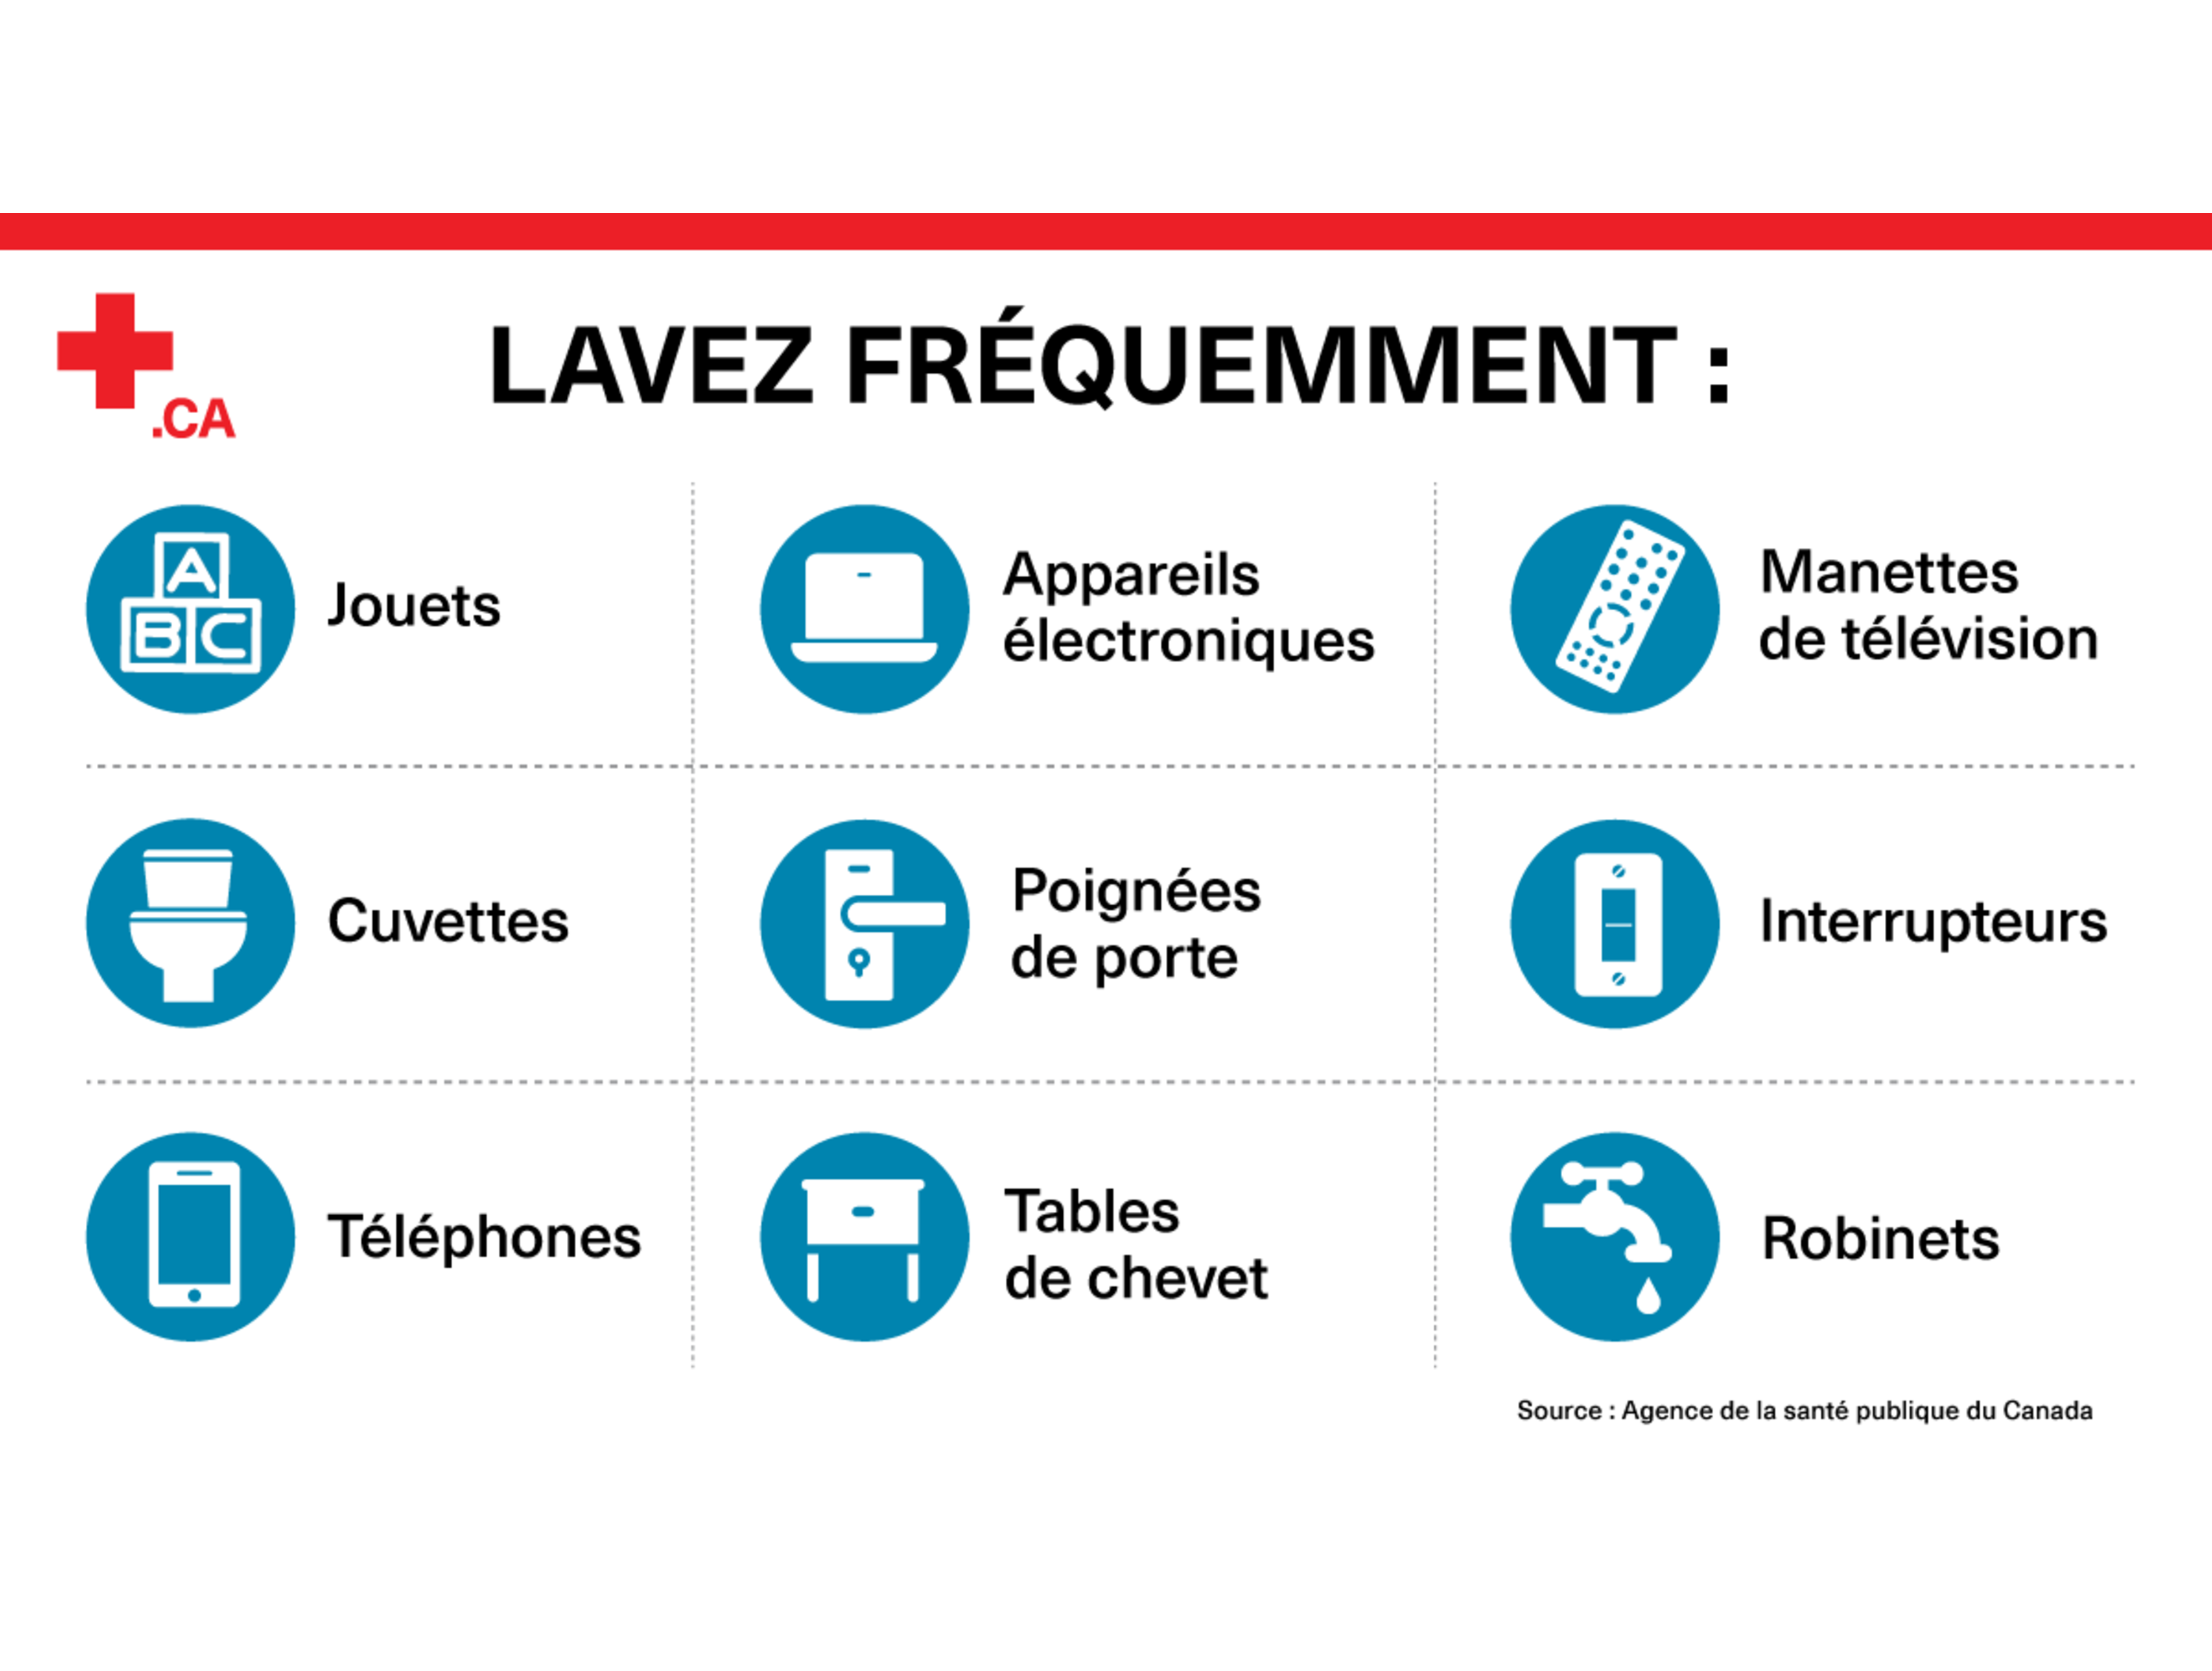 .CA
LAVEZ FRÉQUEMMENT :
A
BC
Jouets
Appareils
électroniques
Manettes
de télévision
Cuvettes
Poignées
de porte
Interrupteurs
Téléphones
Tables
de chevet
Robinets
Source : Agence de la santé publique du Canada